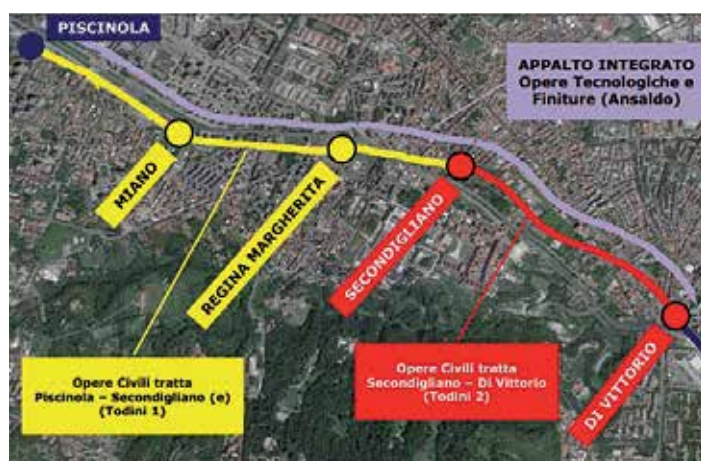 PISCINOLA
APPALTO INTEGRATO
Opere Tecnologiche e
Finiture (Ansaldo)
MIANO
REGINA MARGHERITA
SECONDIGLIANO
DI VITTORIO
Opere Civili tratta
Piscinola – Secondigliano (e)
(Todini 1)
Opere Civili tratta
Secondigliano – Di Vittorio
(Todini 2)